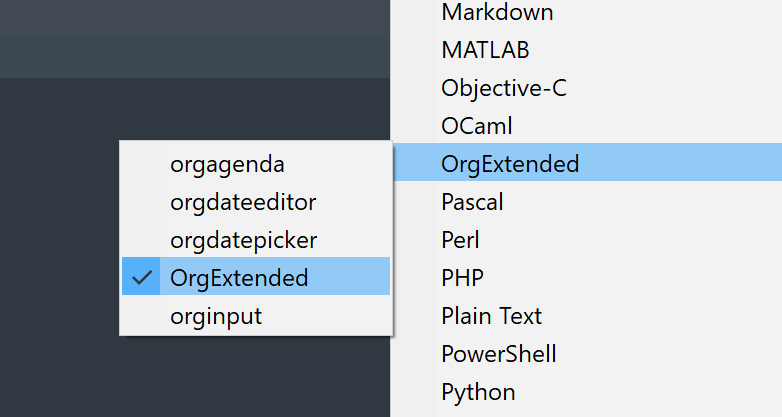 Markdown
MATLAB
Objective-C
OCaml
OrgExtended
Pascal
Perl
PHP
Plain Text
PowerShell
Python
orgagenda
orgdateeditor
orgdatepicker
OrgExtended
orginput